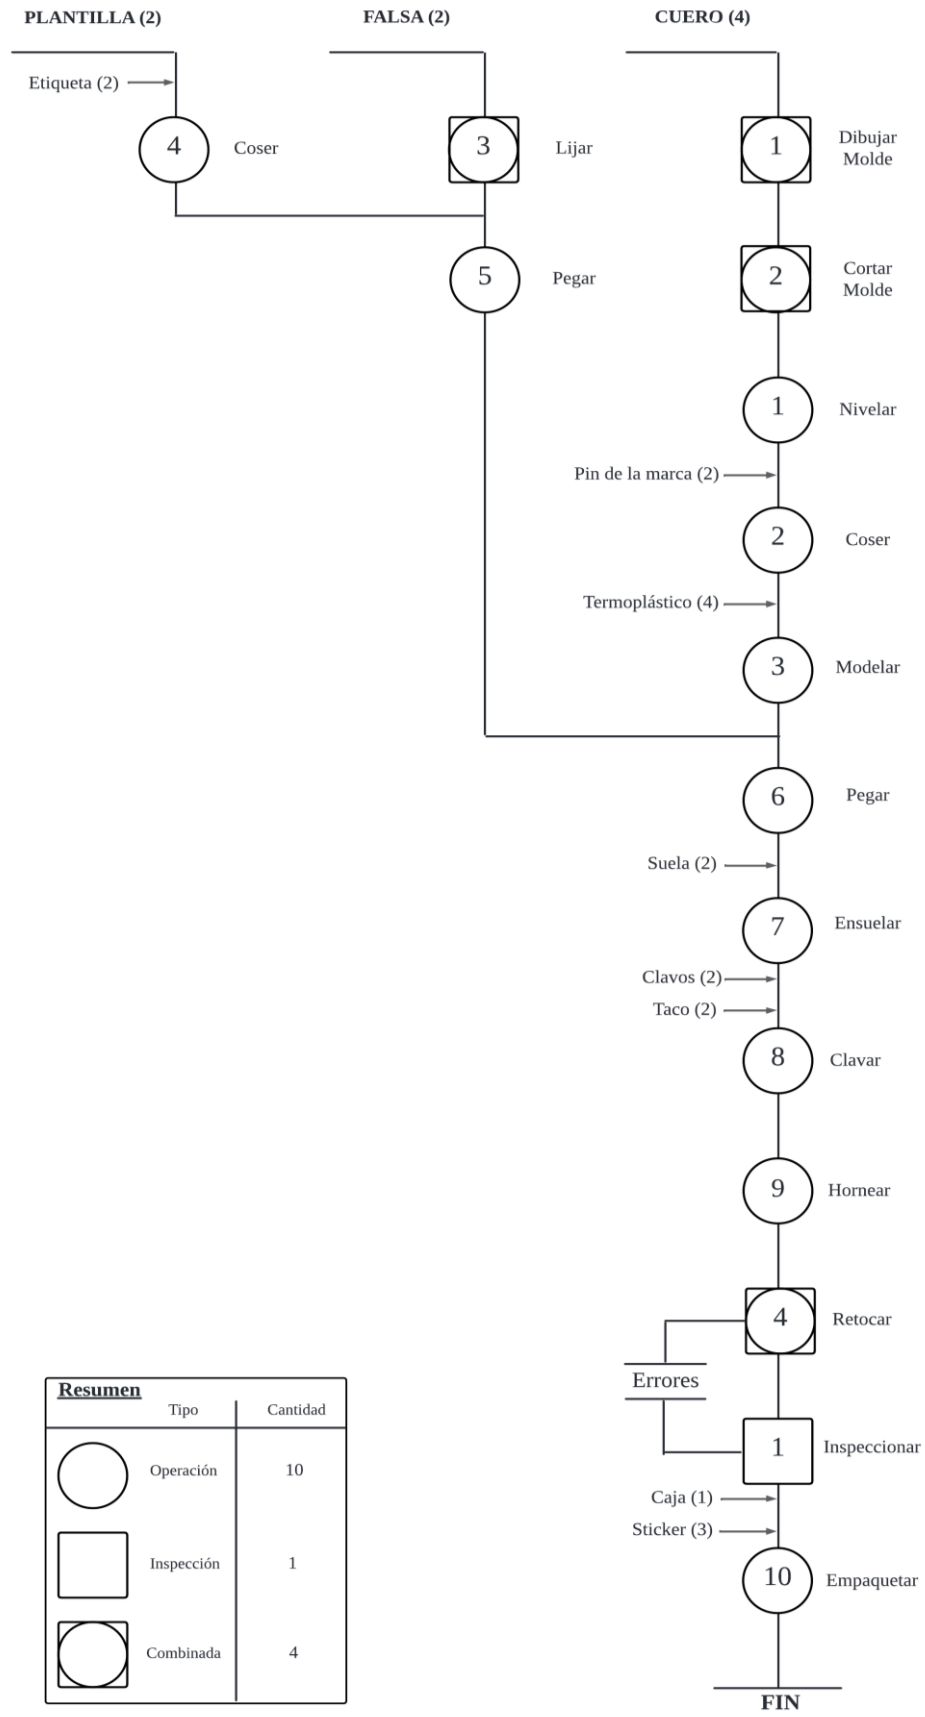 PLANTILLA (2)
FALSA (2)
CUERO (4)
Etiqueta (2)
4
Coser
3
Lijar
1
Dibujar
Molde
5
Pegar
2
Cortar
Molde
1
Nivelar
Pin de la marca (2)
2
Coser
Termoplástico (4)
3
Modelar
6
Pegar
Suela (2)
7
Ensuelar
Clavos (2)
Taco (2)
8
Clavar
9
Hornear
4
Retocar
Errores
1
Inspeccionar
Caja (1)
Sticker (3)
10
Empaquetar
FIN
Resumen
Tipo
Cantidad
Operación
10
Inspección
1
Combinada
4